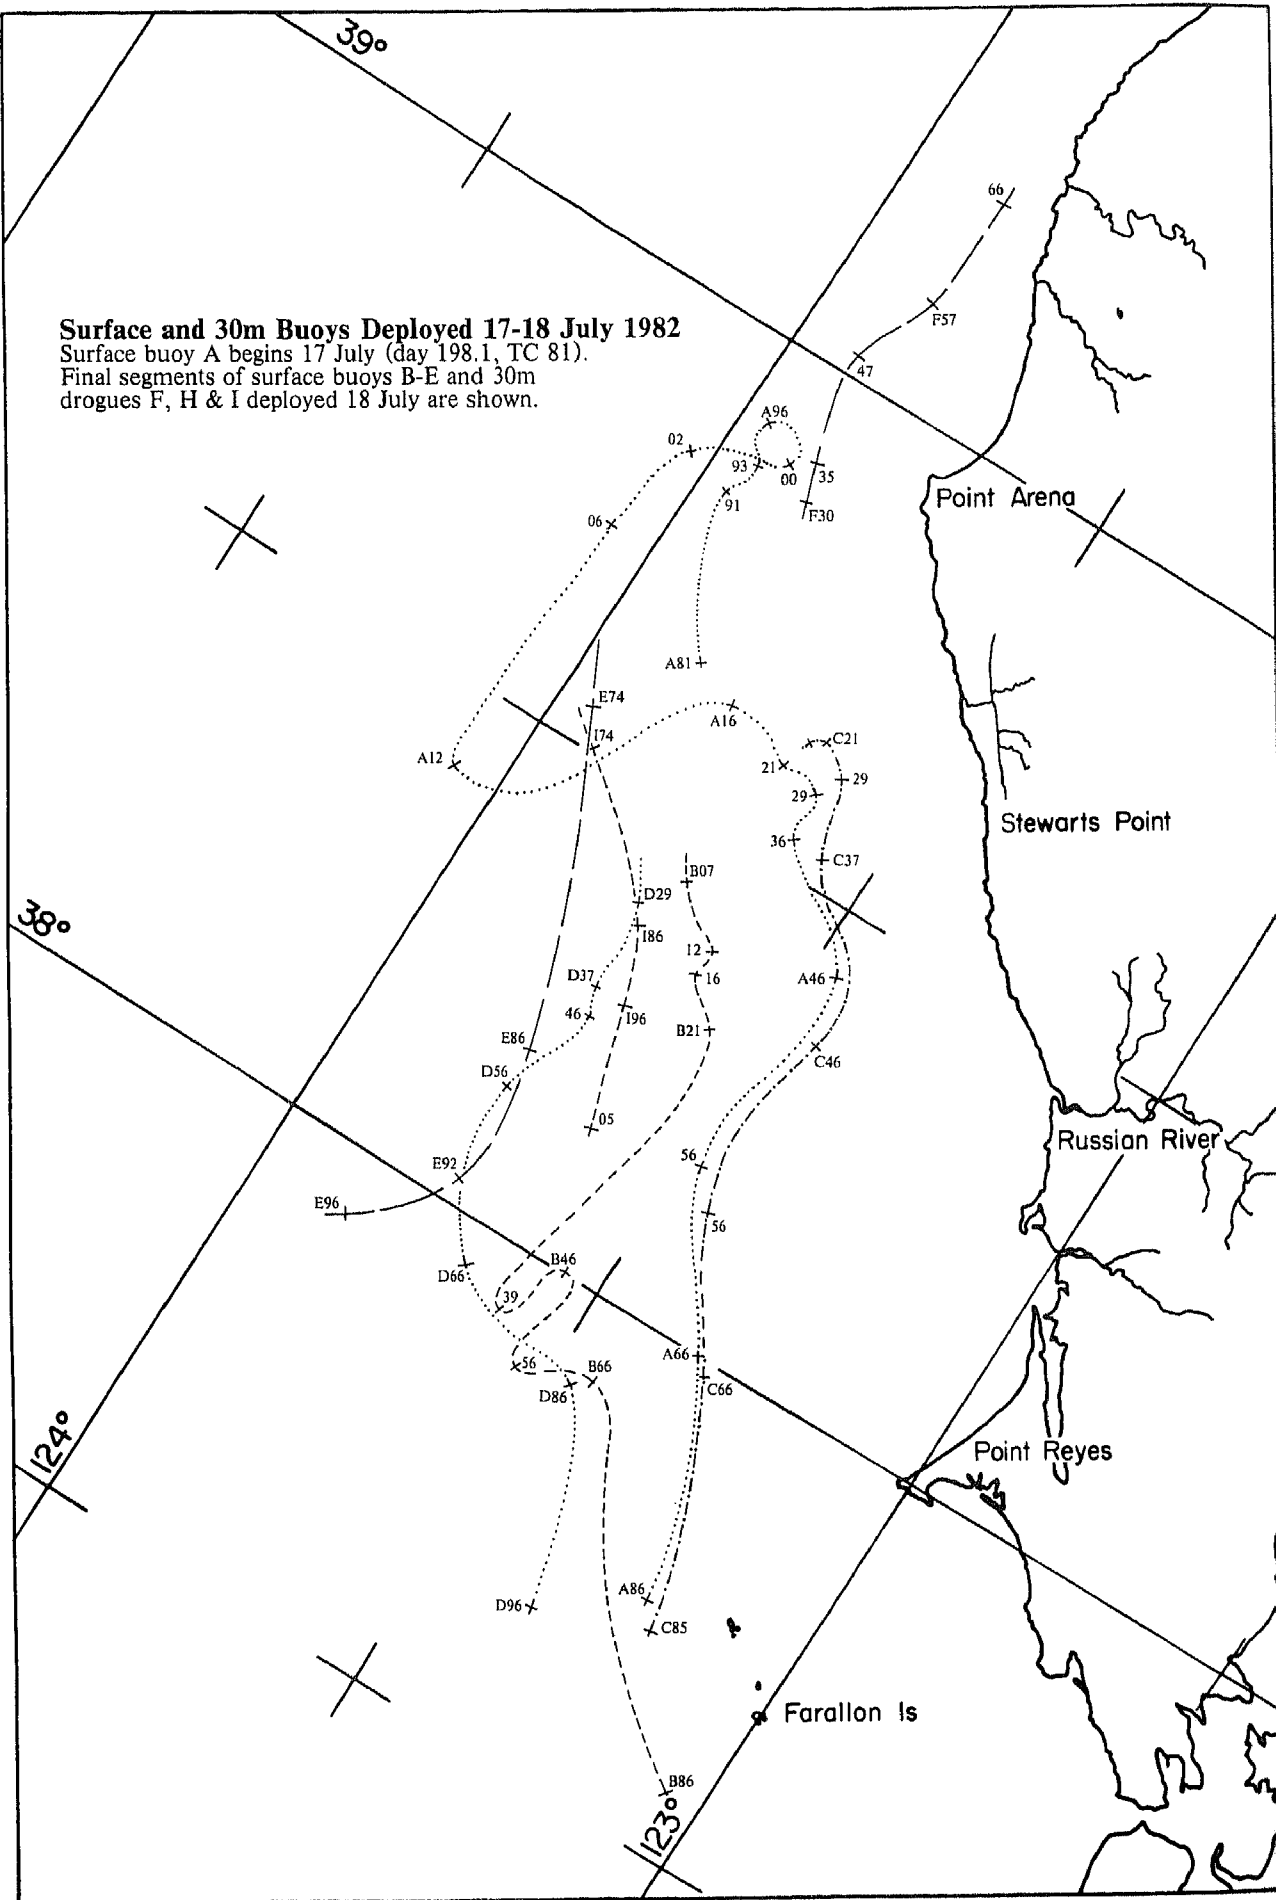 39°
66
F57
47
Surface and 30m Buoys Deployed 17-18 July 1982
Surface buoy A begins 17 July (day 198.1, TC 81).
Final segments of surface buoys B-E and 30m
drogues F, H & I deployed 18 July are shown.
A96
02
93
00
35
91
F30
Point Arena
06
A81
E74
A16
I74
A12
C21
21
29
29
36
Stewarts Point
C37
B07
D29
38°
I86
12
D37
16
A46
46
I96
B21
E86
C46
D56
05
Russian River
56
E92
E96
56
B46
D66
39
A66
56
B66
C66
D86
124°
Point Reyes
A86
D96
C85
Farallon Is
B86
123°